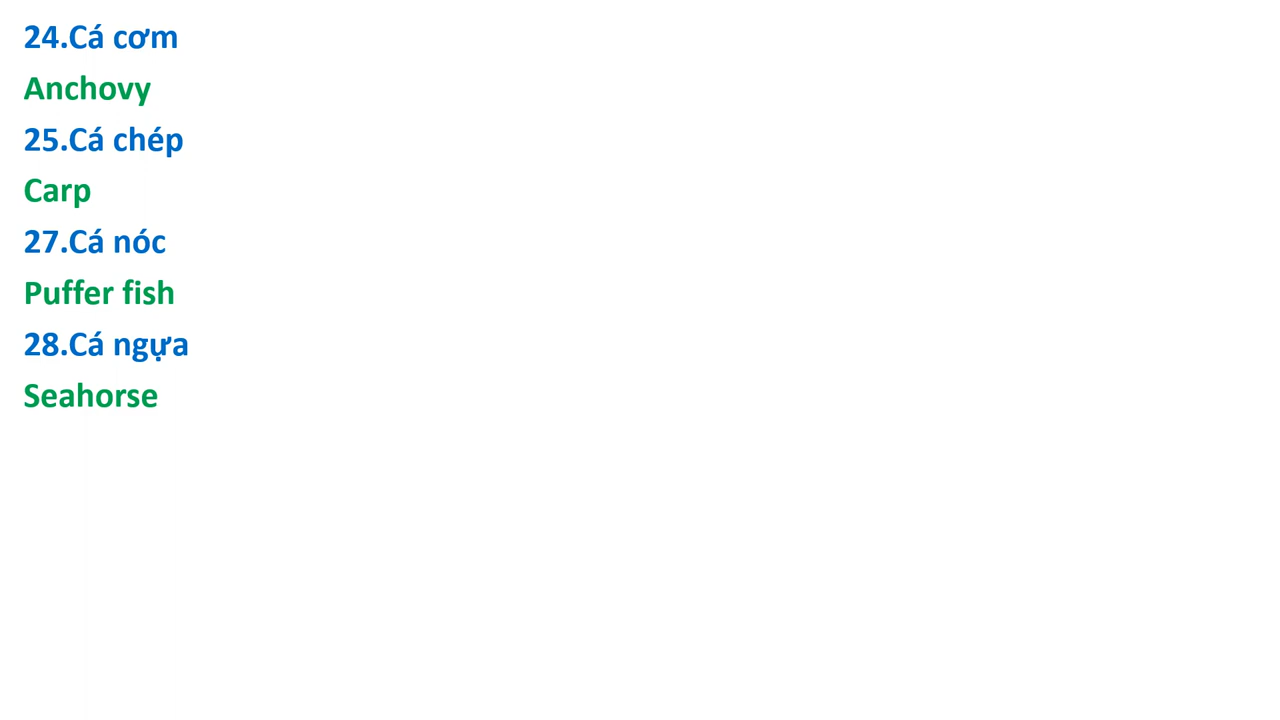 24.Cá cơm
Anchovy
25.Cá chép
Carp
27.Cá nóc
Puffer fish
28.Cá ngựa
Seahorse